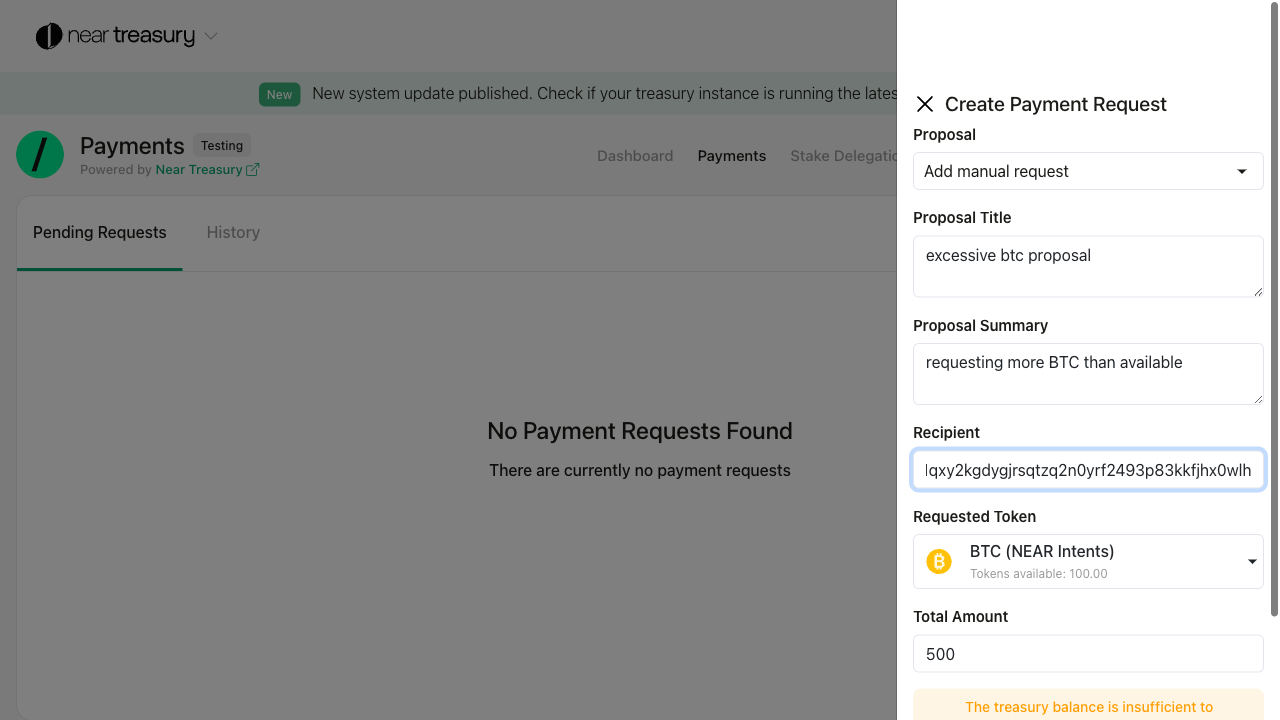 near treasury
New New system update published. Check if your treasury instance is running the lates
Payments Testing
Powered by Near Treasury
Dashboard Payments Stake Delegatio
Pending Requests History
No Payment Requests Found
There are currently no payment requests
Create Payment Request
Proposal
Add manual request
Proposal Title
excessive btc proposal
Proposal Summary
requesting more BTC than available
Recipient
lqxy2kgdygjrsqtzq2n0yrf2493p83kkfjhx0wlh
Requested Token
BTC (NEAR Intents)
Tokens available: 100.00
Total Amount
500
The treasury balance is insufficient to